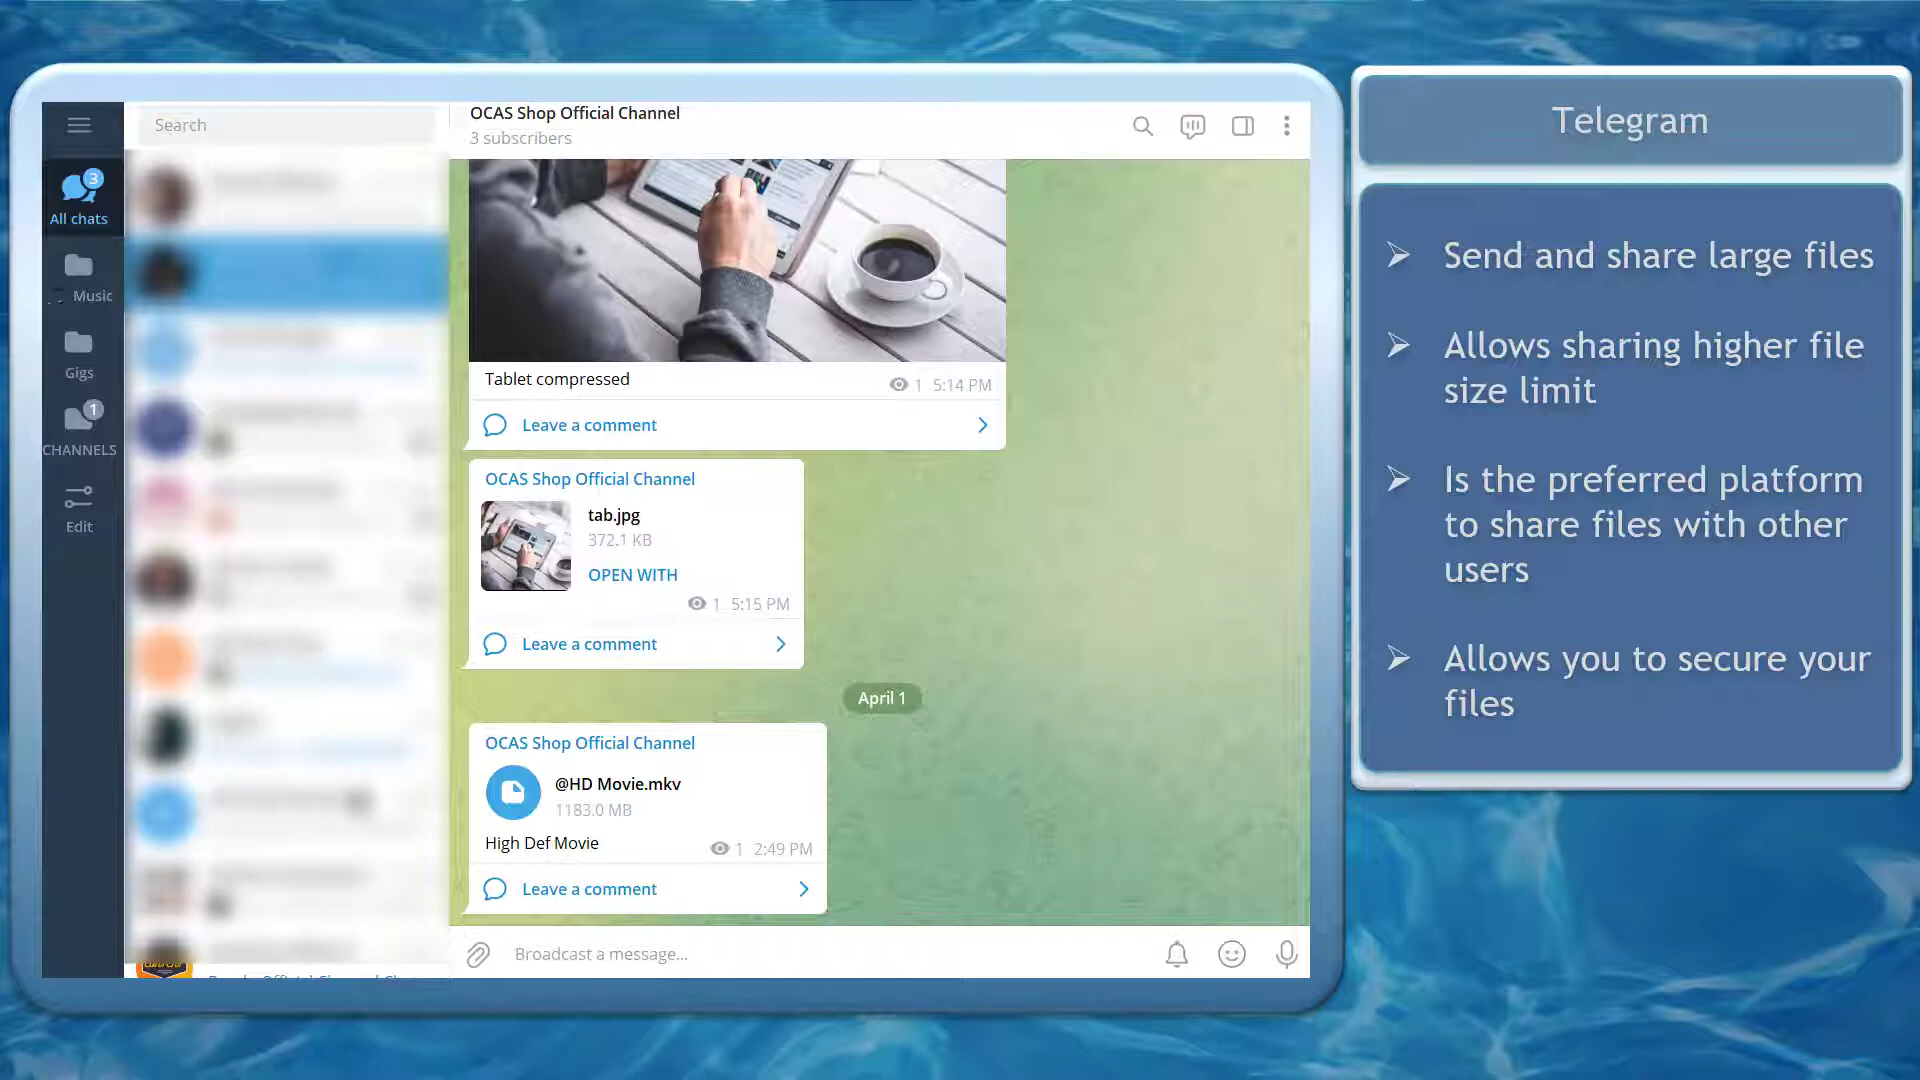 Search
3
All chats
Music
Gigs
1
CHANNELS
Edit
OCAS Shop Official Channel
3 subscribers
Tablet compressed
1 5:14 PM
Leave a comment
OCAS Shop Official Channel
tab.jpg
372.1 KB
OPEN WITH
1 5:15 PM
Leave a comment
April 1
OCAS Shop Official Channel
@HD Movie.mkv
1183.0 MB
High Def Movie
1 2:49 PM
Leave a comment
Broadcast a message...
Telegram
Send and share large files
Allows sharing higher file
size limit
Is the preferred platform
to share files with other
users
Allows you to secure your
files